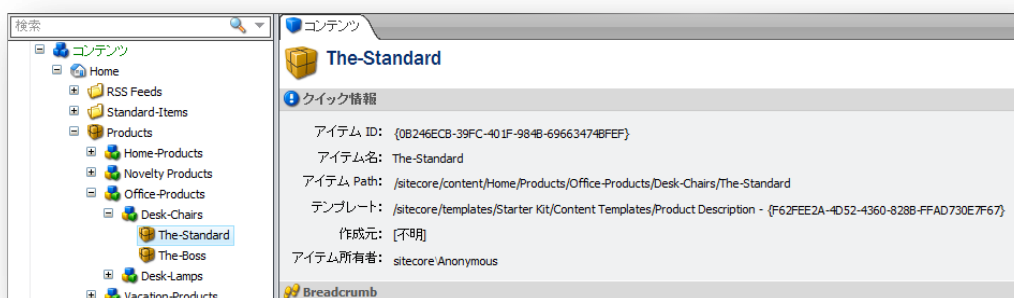 検索
コンテンツ
Home
RSS Feeds
Standard-Items
Products
Home-Products
Novelty Products
Office-Products
Desk-Chairs
The-Standard
The-Boss
Desk-Lamps
Vacation-Products
コンテンツ
The-Standard
クイック情報
アイテム ID: {0B246ECB-39FC-401F-984B-69663474BFEF}
アイテム名: The-Standard
アイテム Path: /sitecore/content/Home/Products/Office-Products/Desk-Chairs/The-Standard
テンプレート: /sitecore/templates/Starter Kit/Content Templates/Product Description - {F62FEE2A-4D52-4360-828B-FFAD730E7F67}
作成元: [不明]
アイテム所有者: sitecore\Anonymous
Breadcrumb